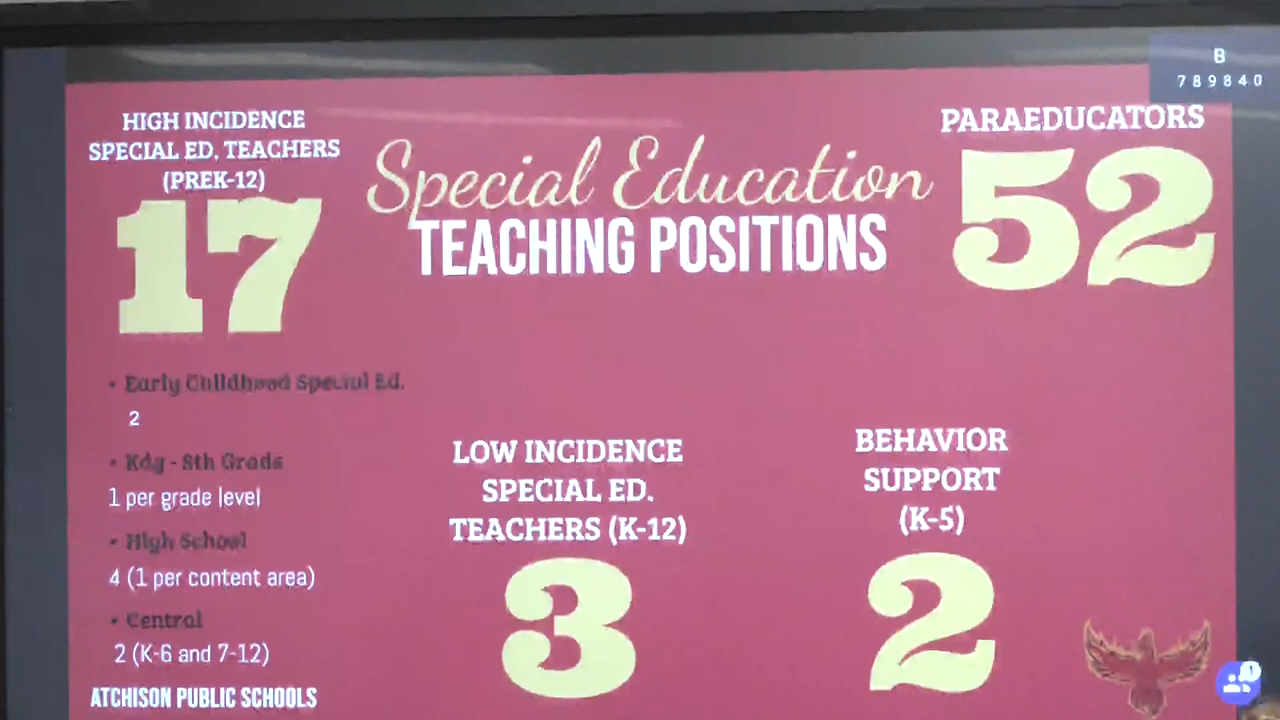 B
789840
HIGH INCIDENCE
SPECIAL ED. TEACHERS
(PREK-12)
17
Special Education
TEACHING POSITIONS
PARAEDUCATORS
52
• Early Childhood Special Ed.
2
• Kdg - 8th Grade
1 per grade level
• High School
4 (1 per content area)
• Central
2 (K-6 and 7-12)
LOW INCIDENCE
SPECIAL ED.
TEACHERS (K-12)
3
BEHAVIOR
SUPPORT
(K-5)
2
ATCHISON PUBLIC SCHOOLS
1